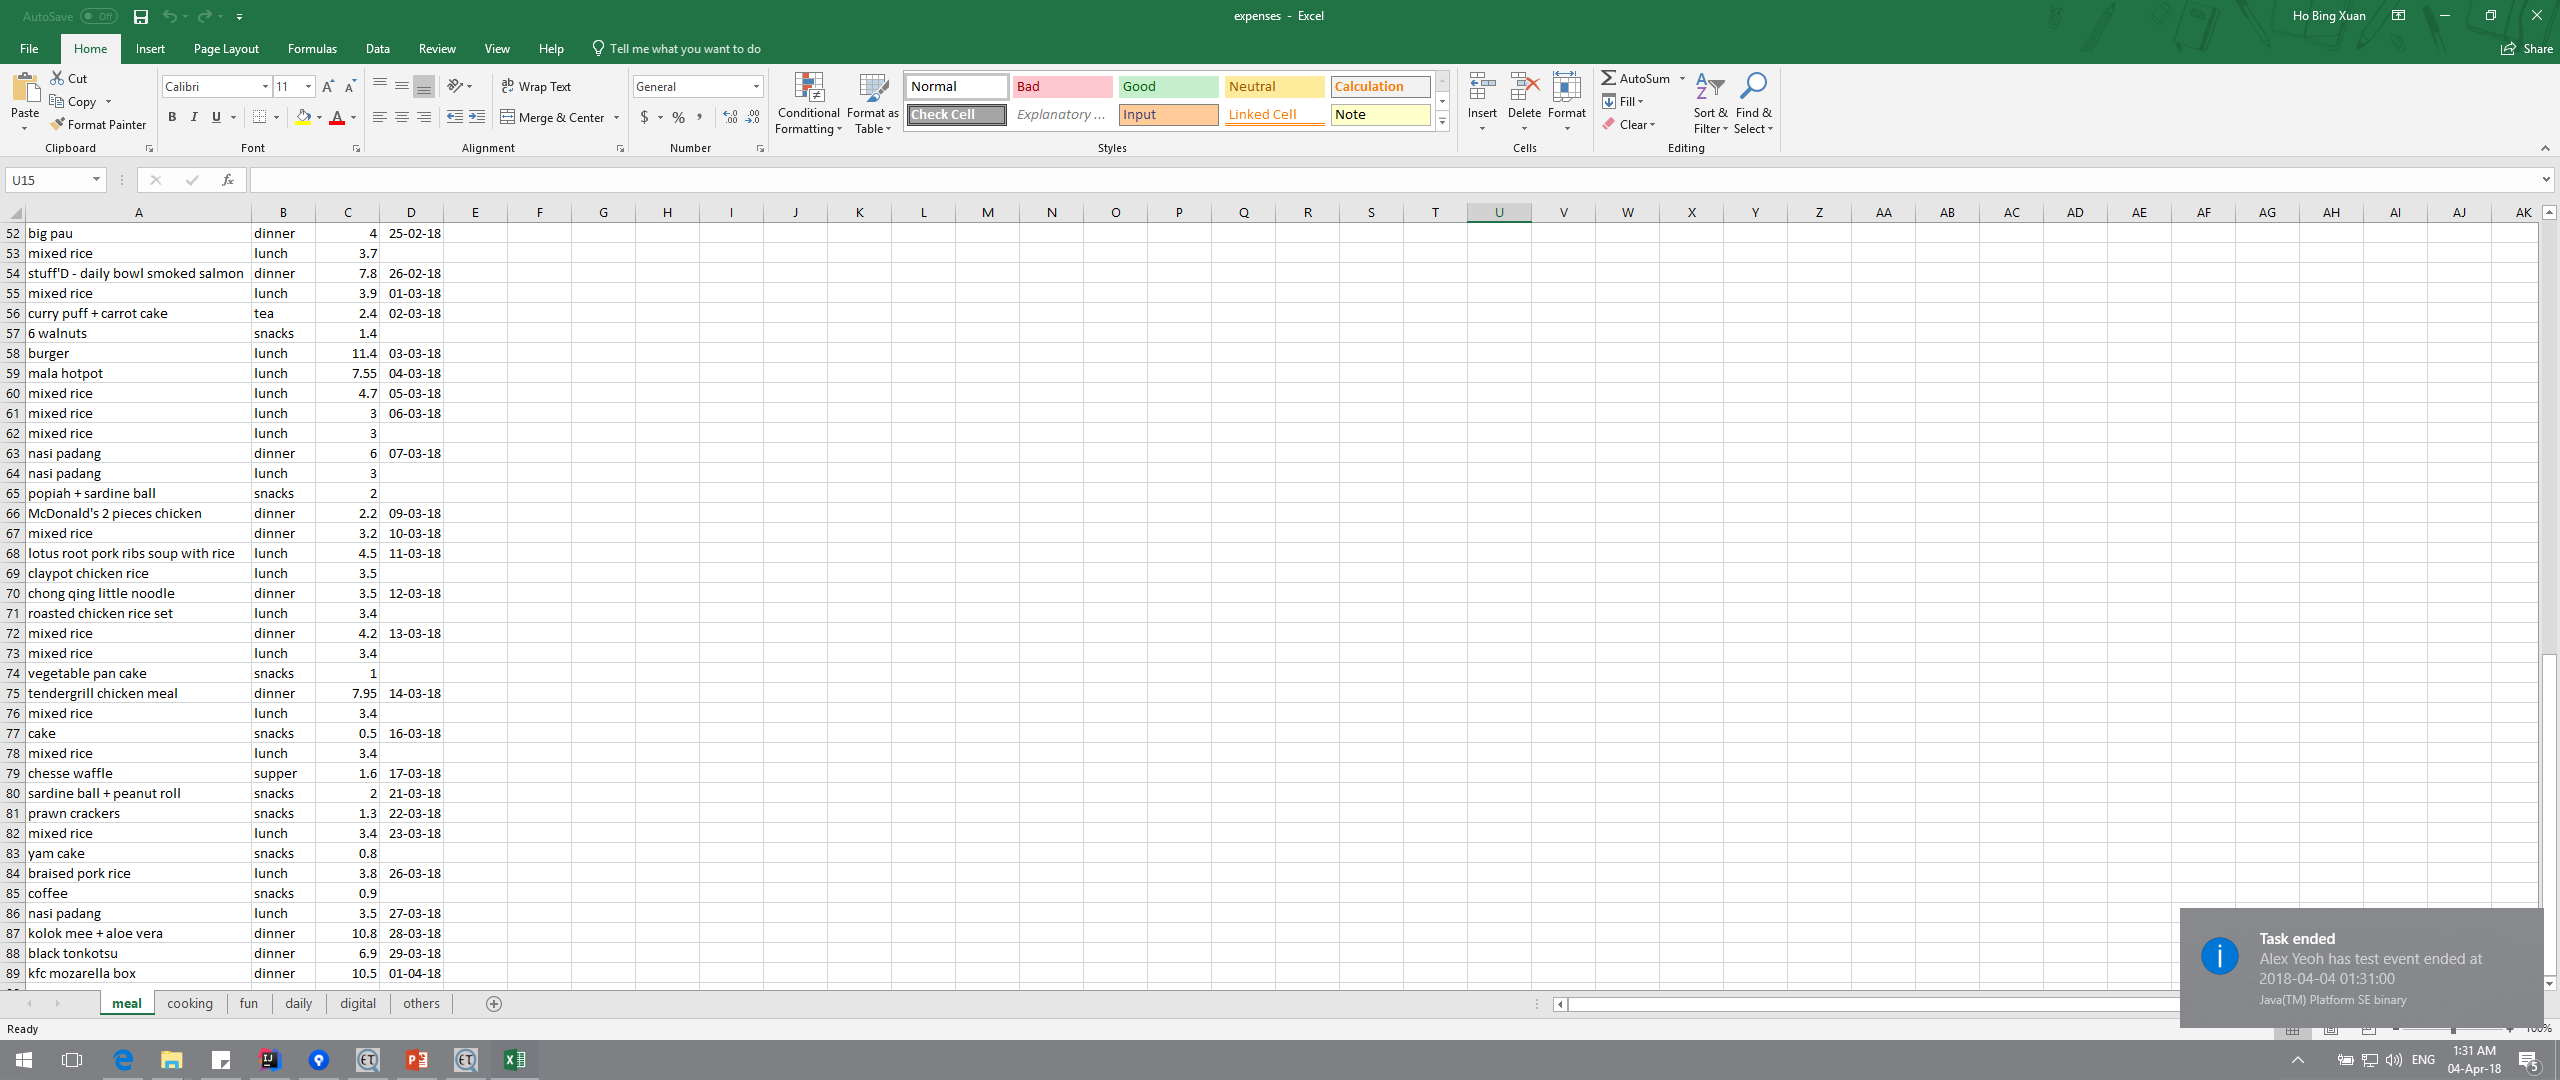 AutoSave Off
expenses - Excel
Ho Bing Xuan
File Home Insert Page Layout Formulas Data Review View Help Tell me what you want to do
Share
Paste
Cut
Copy
Format Painter
Clipboard
Calibri 11
B I U
Font
Wrap Text
Merge & Center
Alignment
General
$ % ,
Number
Conditional Formatting
Format as Table
Normal Bad Good Neutral Calculation
Check Cell Explanatory ... Input Linked Cell Note
Styles
Insert Delete Format
Cells
AutoSum
Fill
Clear
Sort & Filter
Find & Select
Editing
U15
fx
A B C D E F G H I J K L M N O P Q R S T U V W X Y Z AA AB AC AD AE AF AG AH AI AJ AK
52 big pau dinner 4 25-02-18
53 mixed rice lunch 3.7
54 stuff'D - daily bowl smoked salmon dinner 7.8 26-02-18
55 mixed rice lunch 3.9 01-03-18
56 curry puff + carrot cake tea 2.4 02-03-18
57 6 walnuts snacks 1.4
58 burger lunch 11.4 03-03-18
59 mala hotpot lunch 7.55 04-03-18
60 mixed rice lunch 4.7 05-03-18
61 mixed rice lunch 3 06-03-18
62 mixed rice lunch 3
63 nasi padang dinner 6 07-03-18
64 nasi padang lunch 3
65 popiah + sardine ball snacks 2
66 McDonald's 2 pieces chicken dinner 2.2 09-03-18
67 mixed rice dinner 3.2 10-03-18
68 lotus root pork ribs soup with rice lunch 4.5 11-03-18
69 claypot chicken rice lunch 3.5
70 chong qing little noodle dinner 3.5 12-03-18
71 roasted chicken rice set lunch 3.4
72 mixed rice dinner 4.2 13-03-18
73 mixed rice lunch 3.4
74 vegetable pan cake snacks 1
75 tendergrill chicken meal dinner 7.95 14-03-18
76 mixed rice lunch 3.4
77 cake snacks 0.5 16-03-18
78 mixed rice lunch 3.4
79 chesse waffle supper 1.6 17-03-18
80 sardine ball + peanut roll snacks 2 21-03-18
81 prawn crackers snacks 1.3 22-03-18
82 mixed rice lunch 3.4 23-03-18
83 yam cake snacks 0.8
84 braised pork rice lunch 3.8 26-03-18
85 coffee snacks 0.9
86 nasi padang lunch 3.5 27-03-18
87 kolok mee + aloe vera dinner 10.8 28-03-18
88 black tonkotsu dinner 6.9 29-03-18
89 kfc mozarella box dinner 10.5 01-04-18
Task ended
Alex Yeoh has test event ended at
2018-04-04 01:31:00
Java(TM) Platform SE binary
meal cooking fun daily digital others
Ready
100%
ENG
1:31 AM
04-Apr-18
5